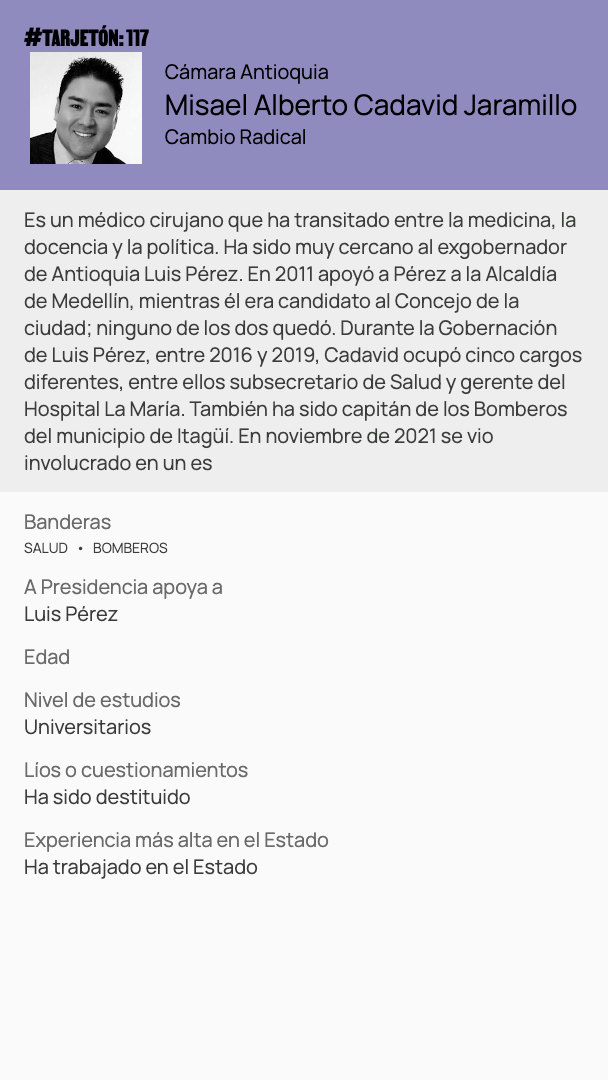 #TARJETÓN: 117
Cámara Antioquia
Misael Alberto Cadavid Jaramillo
Cambio Radical
Es un médico cirujano que ha transitado entre la medicina, la
docencia y la política. Ha sido muy cercano al exgobernador
de Antioquia Luis Pérez. En 2011 apoyó a Pérez a la Alcaldía
de Medellín, mientras él era candidato al Concejo de la
ciudad; ninguno de los dos quedó. Durante la Gobernación
de Luis Pérez, entre 2016 y 2019, Cadavid ocupó cinco cargos
diferentes, entre ellos subsecretario de Salud y gerente del
Hospital La María. También ha sido capitán de los Bomberos
del municipio de Itagüí. En noviembre de 2021 se vio
involucrado en un es
Banderas
SALUD • BOMBEROS
A Presidencia apoya a
Luis Pérez
Edad
Nivel de estudios
Universitarios
Líos o cuestionamientos
Ha sido destituido
Experiencia más alta en el Estado
Ha trabajado en el Estado